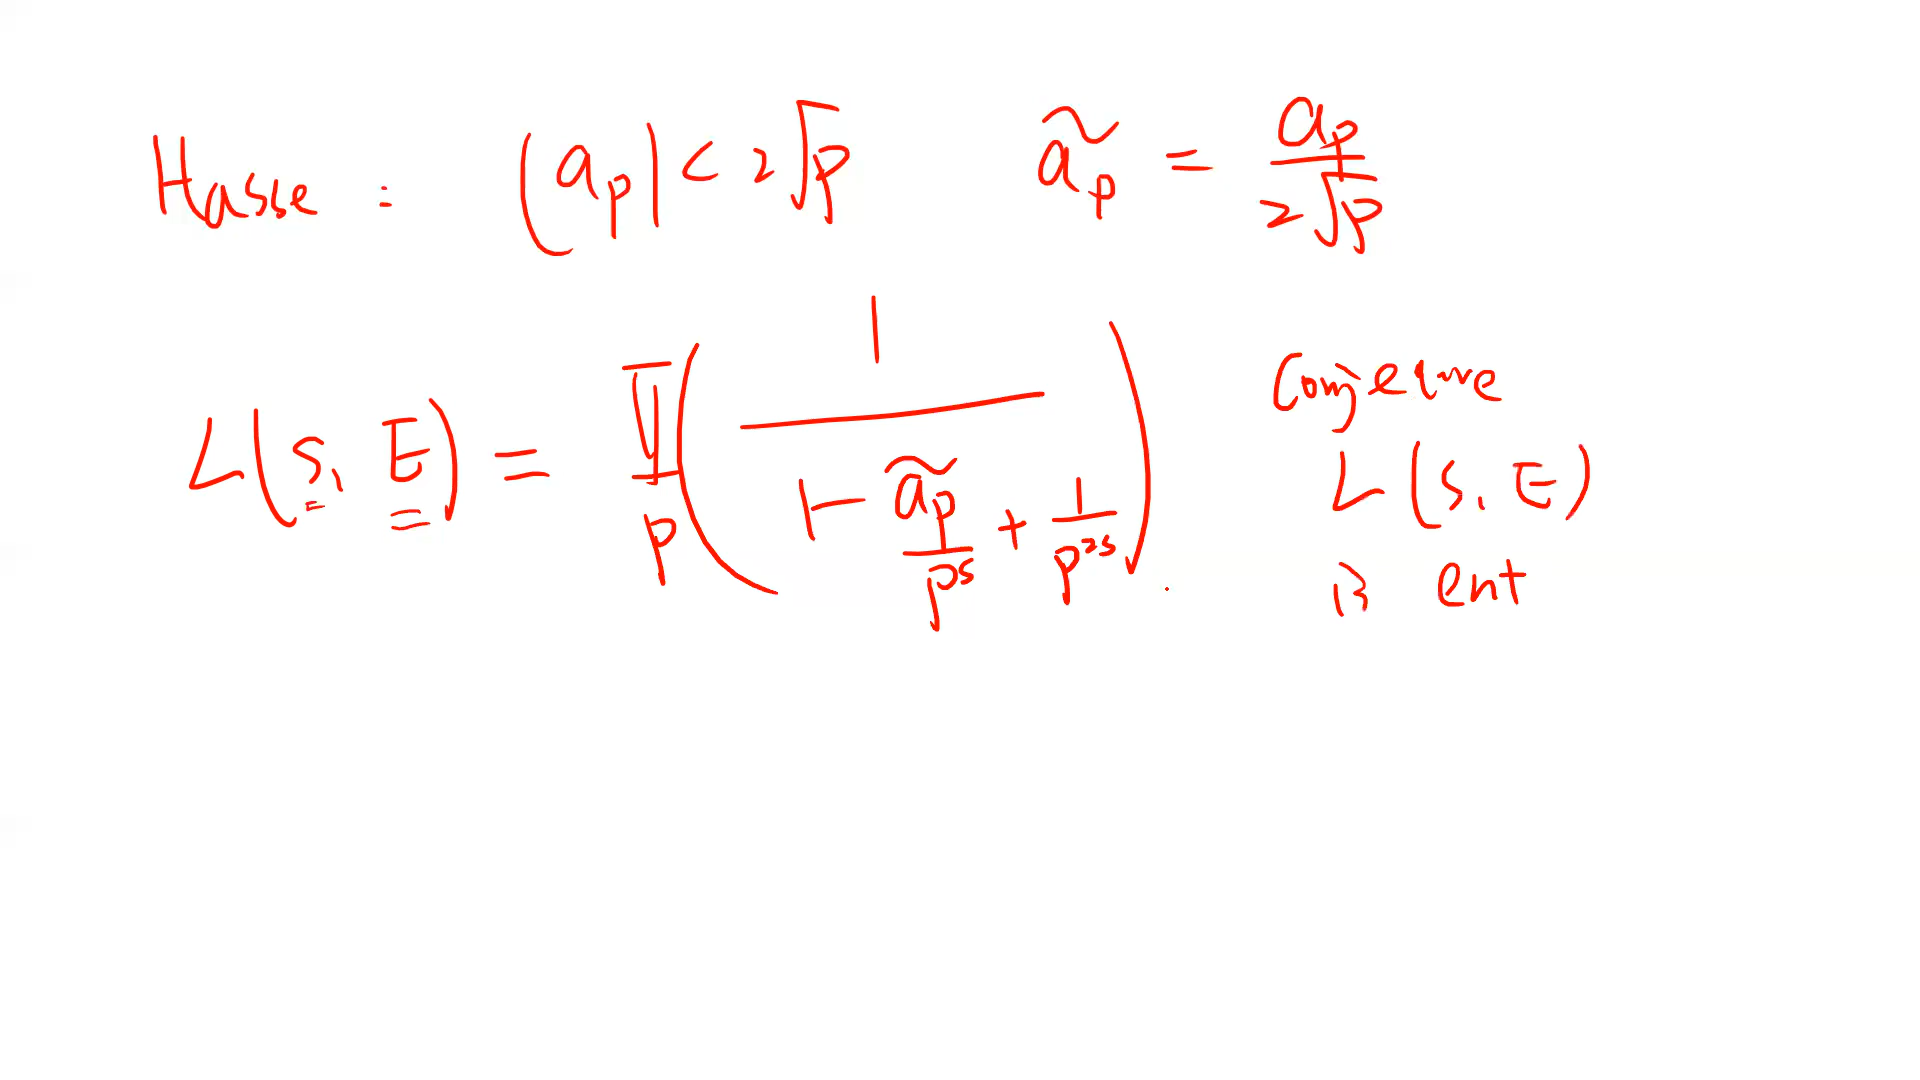 Hasse : |a_p| < 2√p ã_p = a_p / 2√p
L(s, E) = ∏_p ( 1 / (1 - ã_p / p^s + 1 / p^{2s}) )
Conjecture
L(s, E)
is ent